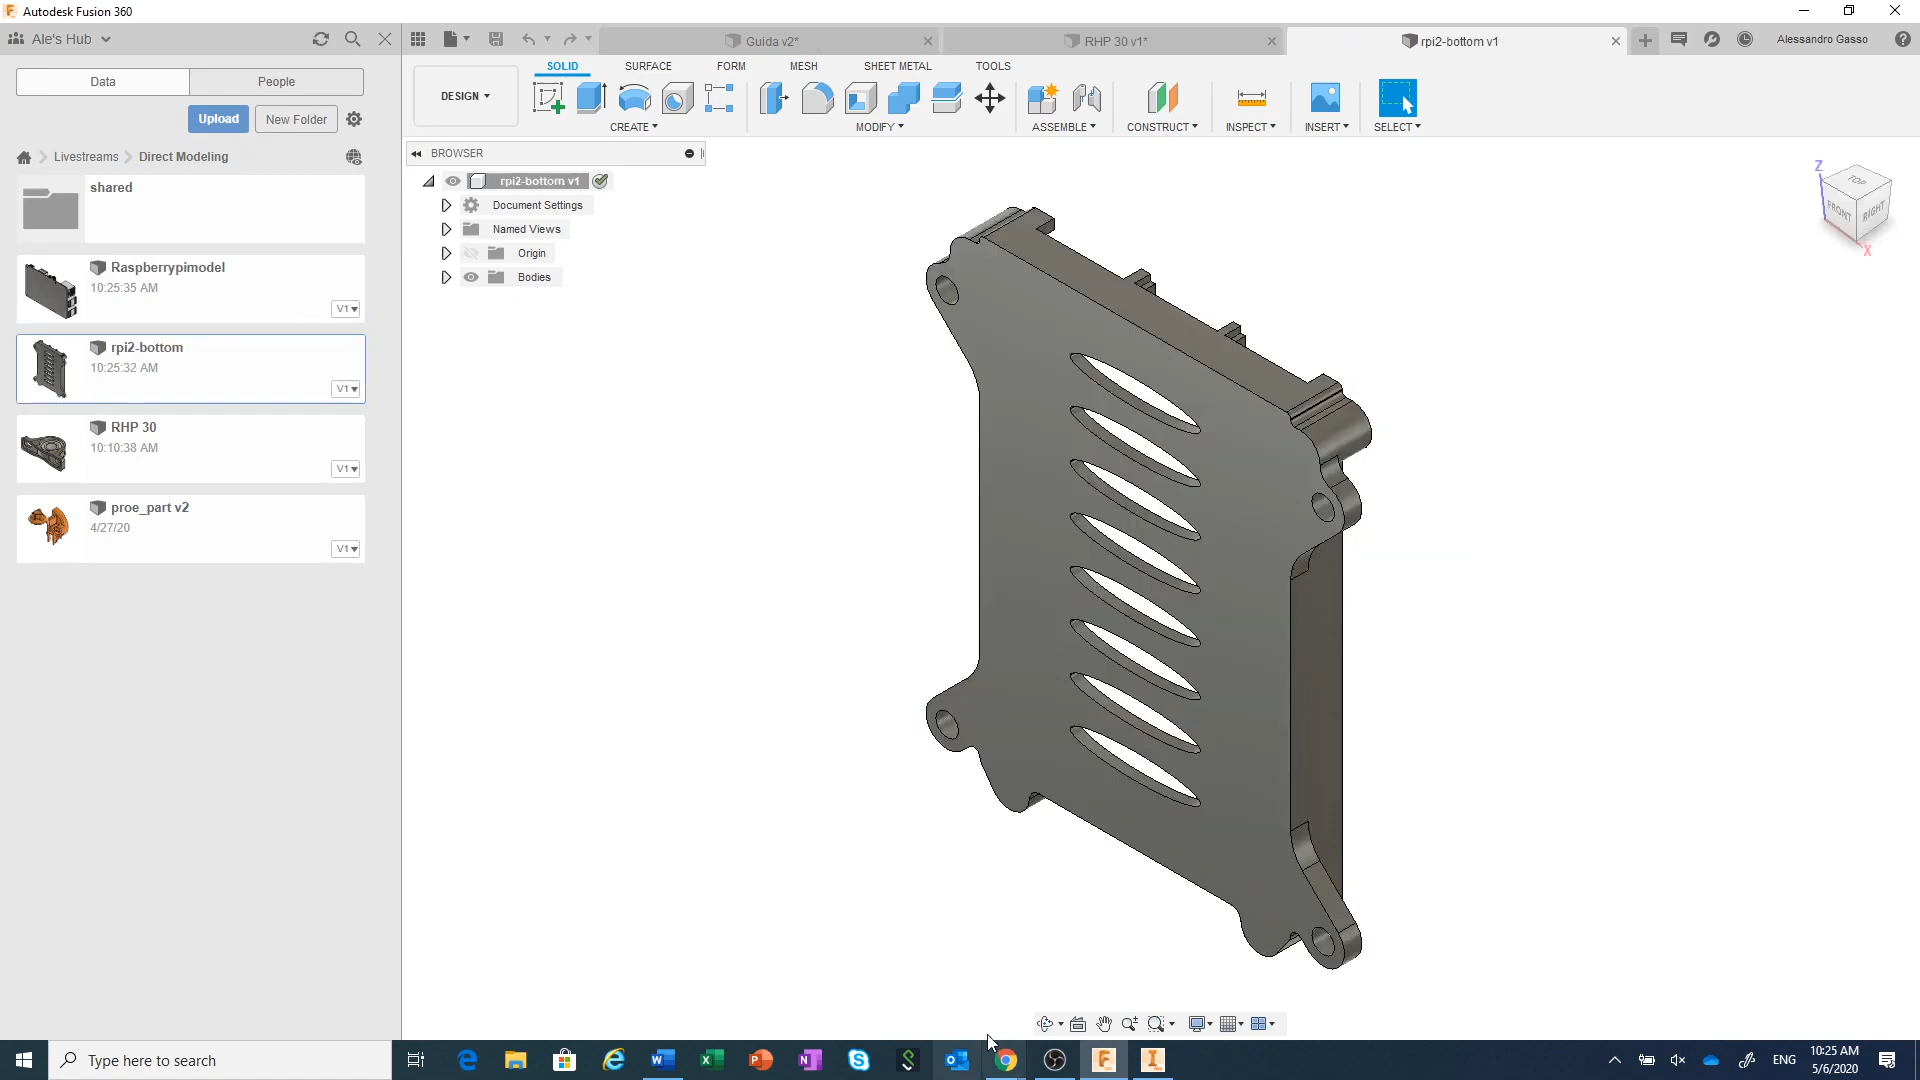 Autodesk Fusion 360
Ale's Hub
Guida v2*
RHP 30 v1*
rpi2-bottom v1
Alessandro Gasso
Data
People
SOLID
SURFACE
FORM
MESH
SHEET METAL
TOOLS
DESIGN
Upload
New Folder
CREATE
MODIFY
ASSEMBLE
CONSTRUCT
INSPECT
INSERT
SELECT
Livestreams
Direct Modeling
BROWSER
shared
rpi2-bottom v1
Document Settings
Named Views
Origin
Bodies
Z
TOP
FRONT
RIGHT
X
Raspberrypimodel
10:25:35 AM
V1
rpi2-bottom
10:25:32 AM
V1
RHP 30
10:10:38 AM
V1
proe_part v2
4/27/20
V1
Type here to search
ENG
10:25 AM
5/6/2020